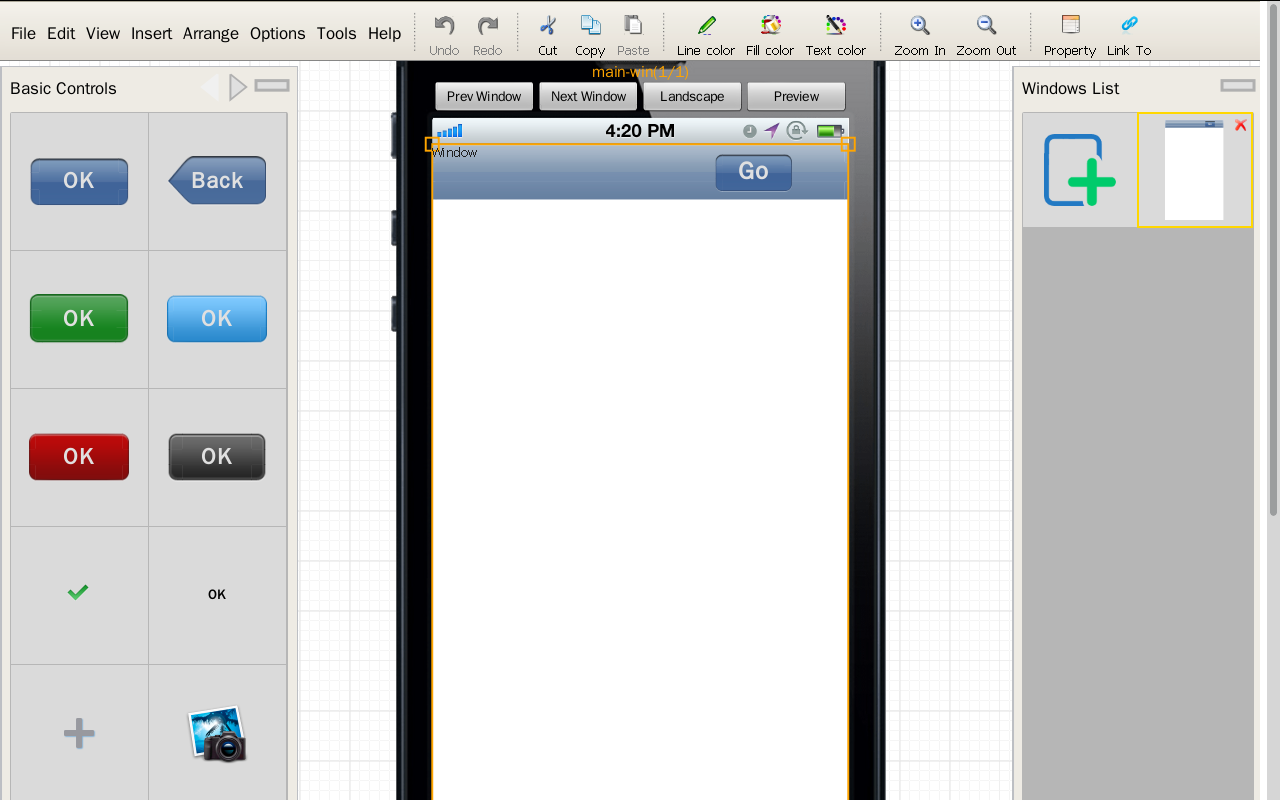 File Edit View Insert Arrange Options Tools Help
Undo Redo Cut Copy Paste Line color Fill color Text color Zoom In Zoom Out Property Link To
Basic Controls
main-win(1/1)
Windows List
Prev Window Next Window Landscape Preview
4:20 PM
Window
Go
OK Back
OK OK
OK OK
OK